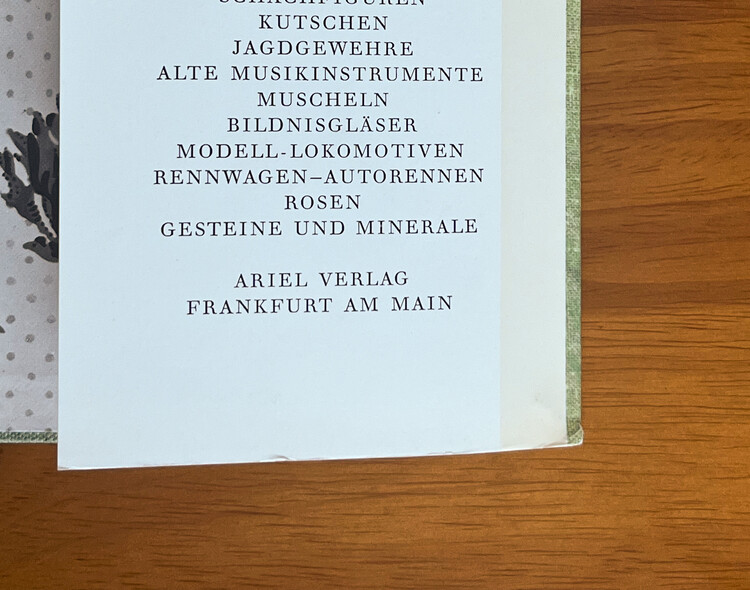 SCHACHFIGUREN
KUTSCHEN
JAGDGEWEHRE
ALTE MUSIKINSTRUMENTE
MUSCHELN
BILDNISGLÄSER
MODELL-LOKOMOTIVEN
RENNWAGEN–AUTORENNEN
ROSEN
GESTEINE UND MINERALE
ARIEL VERLAG
FRANKFURT AM MAIN